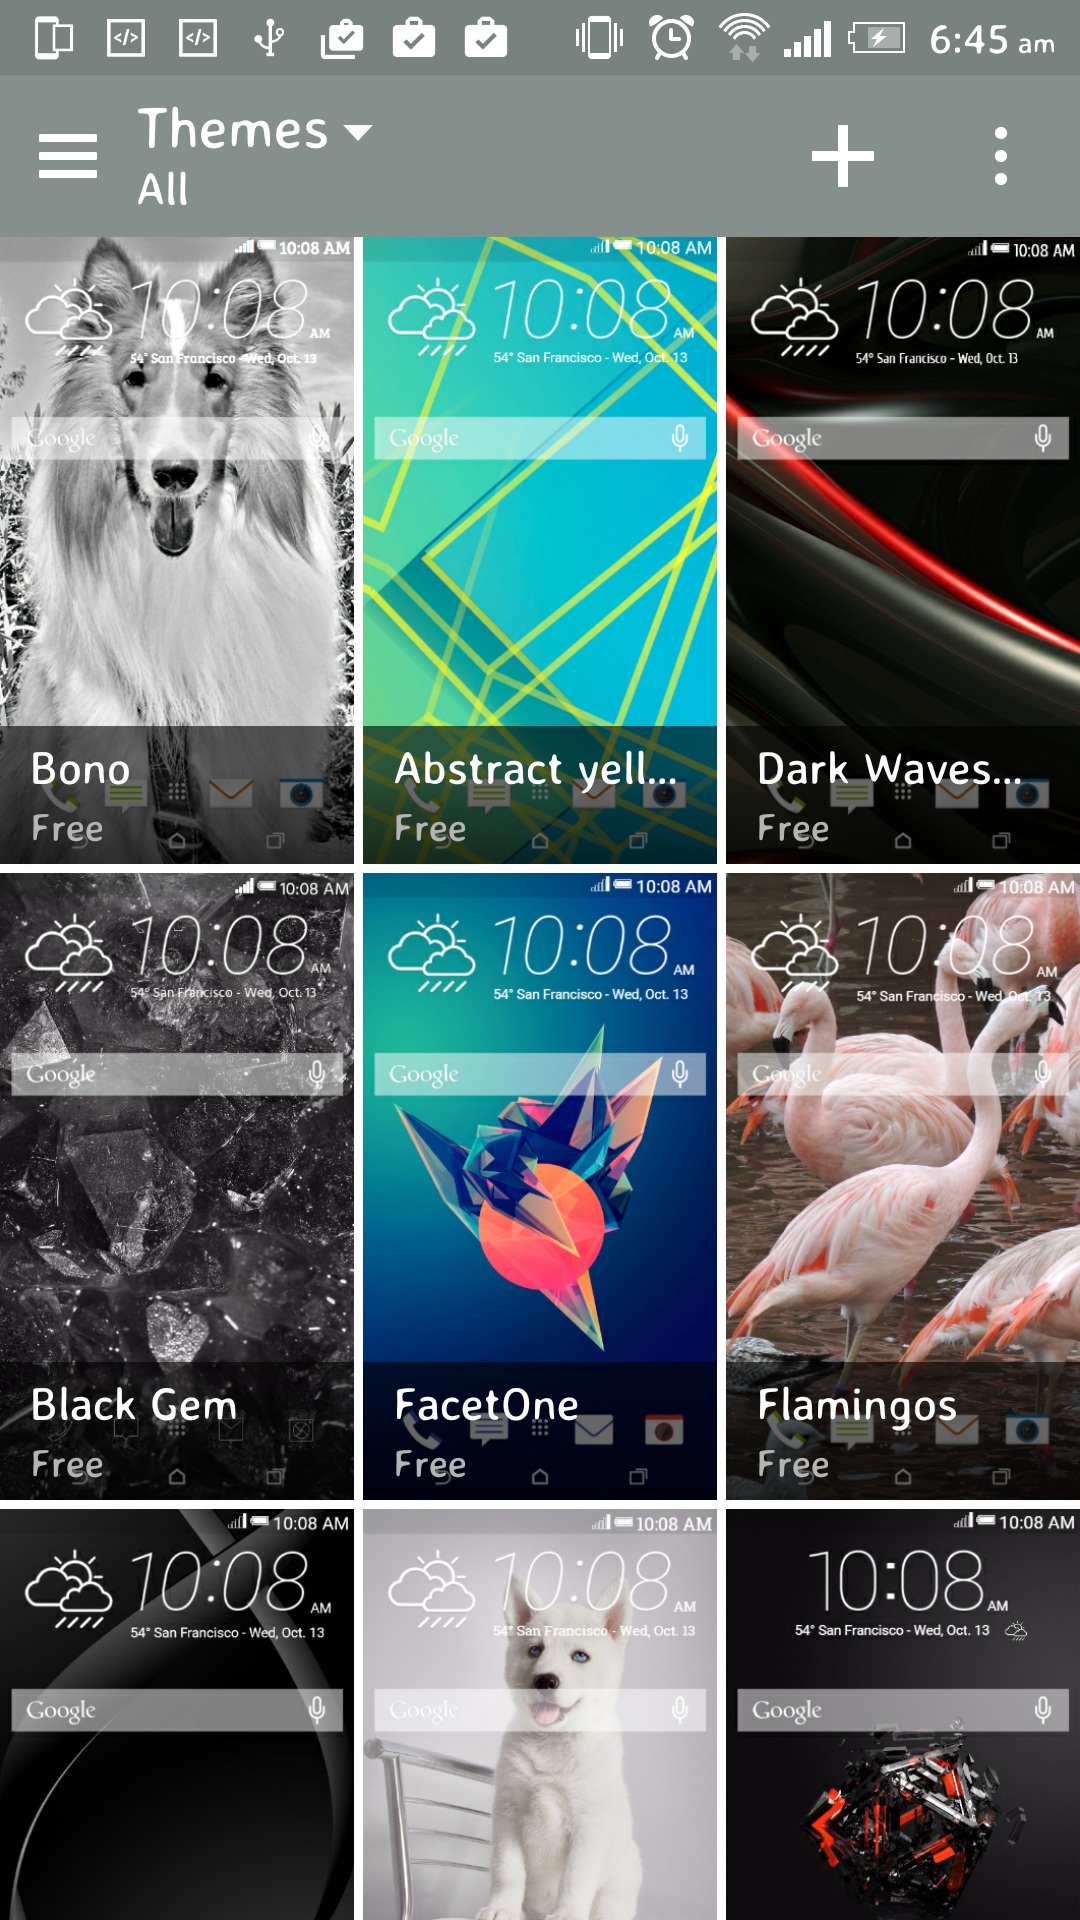 6:45 am
Themes
All
10:08 AM
10:08 AM
54° San Francisco - Wed, Oct. 13
Google
Bono
Free
10:08 AM
10:08 AM
54° San Francisco - Wed, Oct. 13
Google
Abstract yell...
Free
10:08 AM
10:08 AM
54° San Francisco - Wed, Oct. 13
Google
Dark Waves...
Free
10:08 AM
10:08 AM
54° San Francisco - Wed, Oct. 13
Google
Black Gem
Free
10:08 AM
10:08 AM
54° San Francisco - Wed, Oct. 13
Google
FacetOne
Free
10:08 AM
10:08 AM
54° San Francisco - Wed, Oct. 13
Google
Flamingos
Free
10:08 AM
10:08 AM
54° San Francisco - Wed, Oct. 13
Google
10:08 AM
10:08 AM
54° San Francisco - Wed, Oct. 13
Google
10:08 AM
10:08 AM
54° San Francisco - Wed, Oct. 13
Google